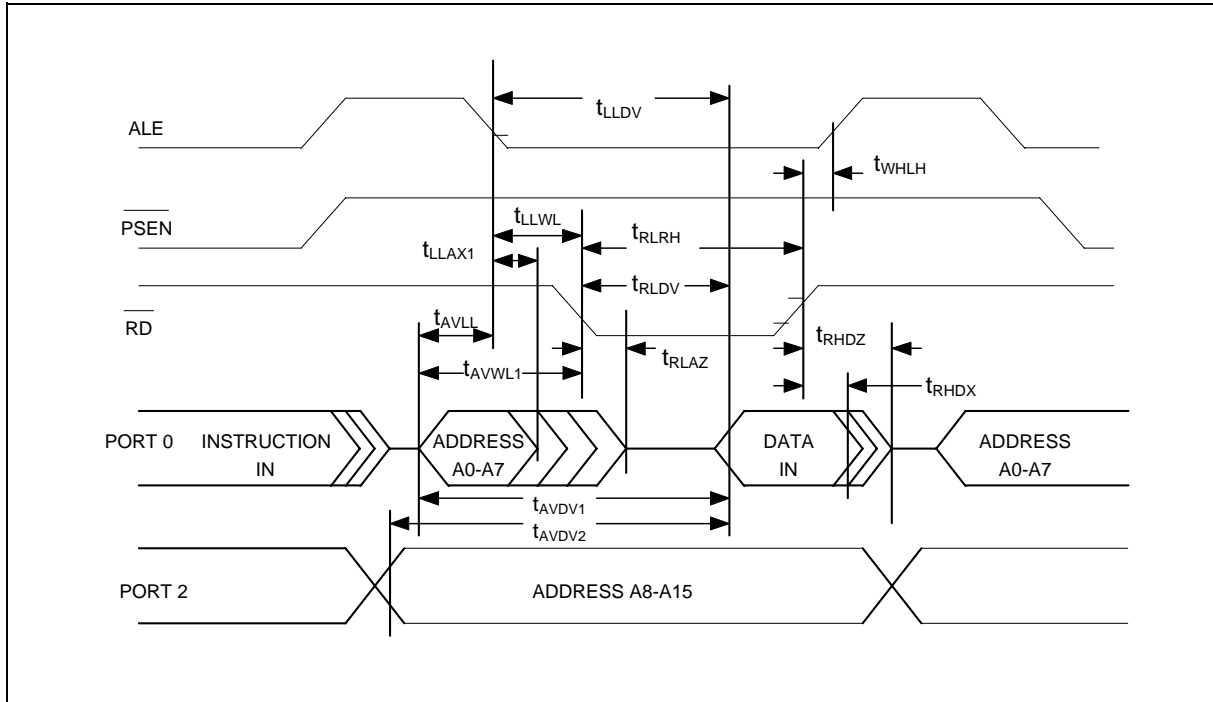 ALE
tLLDV
tWHLH
PSEN
tLLWL
tRLRH
tLLAX1
tRLDV
RD
tAVLL
tRHDZ
tRLAZ
tAVWL1
tRHDX
PORT 0
INSTRUCTION
IN
ADDRESS
A0-A7
DATA
IN
ADDRESS
A0-A7
tAVDV1
tAVDV2
PORT 2
ADDRESS A8-A15